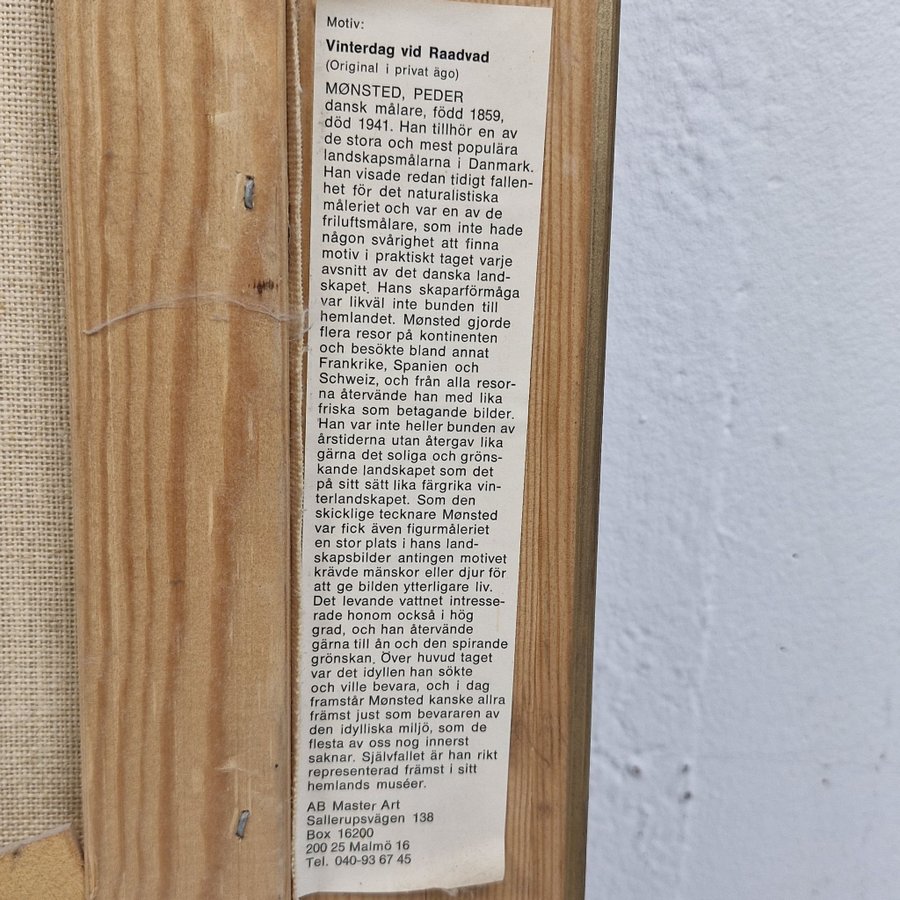 Motiv:
Vinterdag vid Raadvad
(Original i privat ägo)
MØNSTED, PEDER
dansk målare, född 1859,
död 1941. Han tillhör en av
de stora och mest populära
landskapsmålarna i Danmark.
Han visade redan tidigt fallen-
het för det naturalistiska
måleriet och var en av de
friluftsmålare, som inte hade
någon svårighet att finna
motiv i praktiskt taget varje
avsnitt av det danska land-
skapet. Hans skaparförmåga
var likväl inte bunden till
hemlandet. Mønsted gjorde
flera resor på kontinenten
och besökte bland annat
Frankrike, Spanien och
Schweiz, och från alla resor-
na återvände han med lika
friska som betagande bilder.
Han var inte heller bunden av
årstiderna utan återgav lika
gärna det soliga och gröns-
kande landskapet som det
på sitt sätt lika färgrika vin-
terlandskapet. Som den
skicklige tecknare Mønsted
var fick även figurmåleriet
en stor plats i hans land-
skapsbilder antingen motivet
krävde mänskor eller djur för
att ge bilden ytterligare liv.
Det levande vattnet intresse-
rade honom också i hög
grad, och han återvände
gärna till ån och den spirande
grönskan. Över huvud taget
var det idyllen han sökte
och ville bevara, och i dag
framstår Mønsted kanske allra
främst just som bevararen av
den idylliska miljö, som de
flesta av oss nog innerst
saknar. Självfallet är han rikt
representerad främst i sitt
hemlands muséer.
AB Master Art
Sallerupsvägen 138
Box 16200
200 25 Malmö 16
Tel. 040-93 67 45